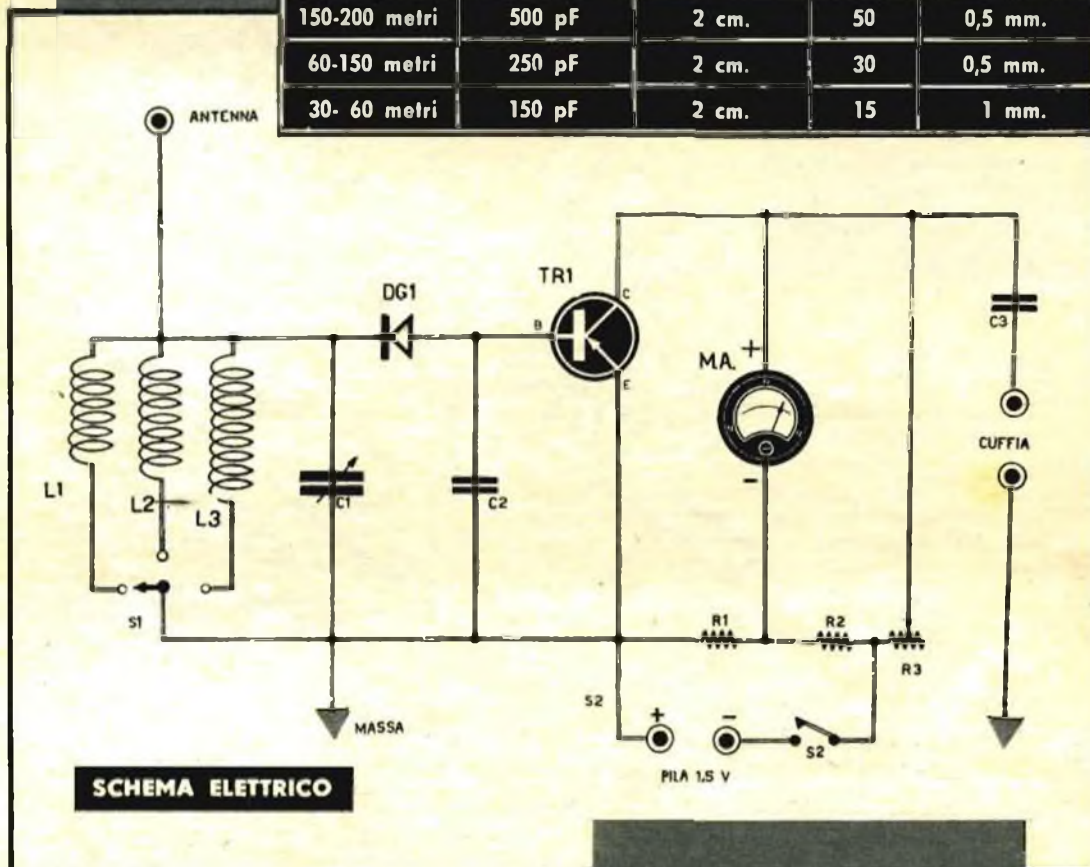 150-200 metri 500 pF 2 cm. 50 0,5 mm.
60-150 metri 250 pF 2 cm. 30 0,5 mm.
30- 60 metri 150 pF 2 cm. 15 1 mm.
ANTENNA
TR1
C
DG1
B
C3
MA.
+
E
CUFFIA
-
L1
L2
L3
C1
C2
S1
R1
R2
R3
S2
+
-
MASSA
S2
PILA 1,5 V
SCHEMA ELETTRICO